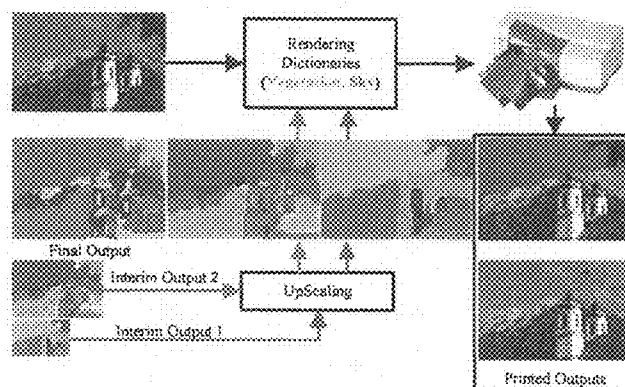 Rendering
Dictionaries
(Vegetation, Sky)
Final Output
Interim Output 2
UpScaling
Interim Output 1
Printed Outputs